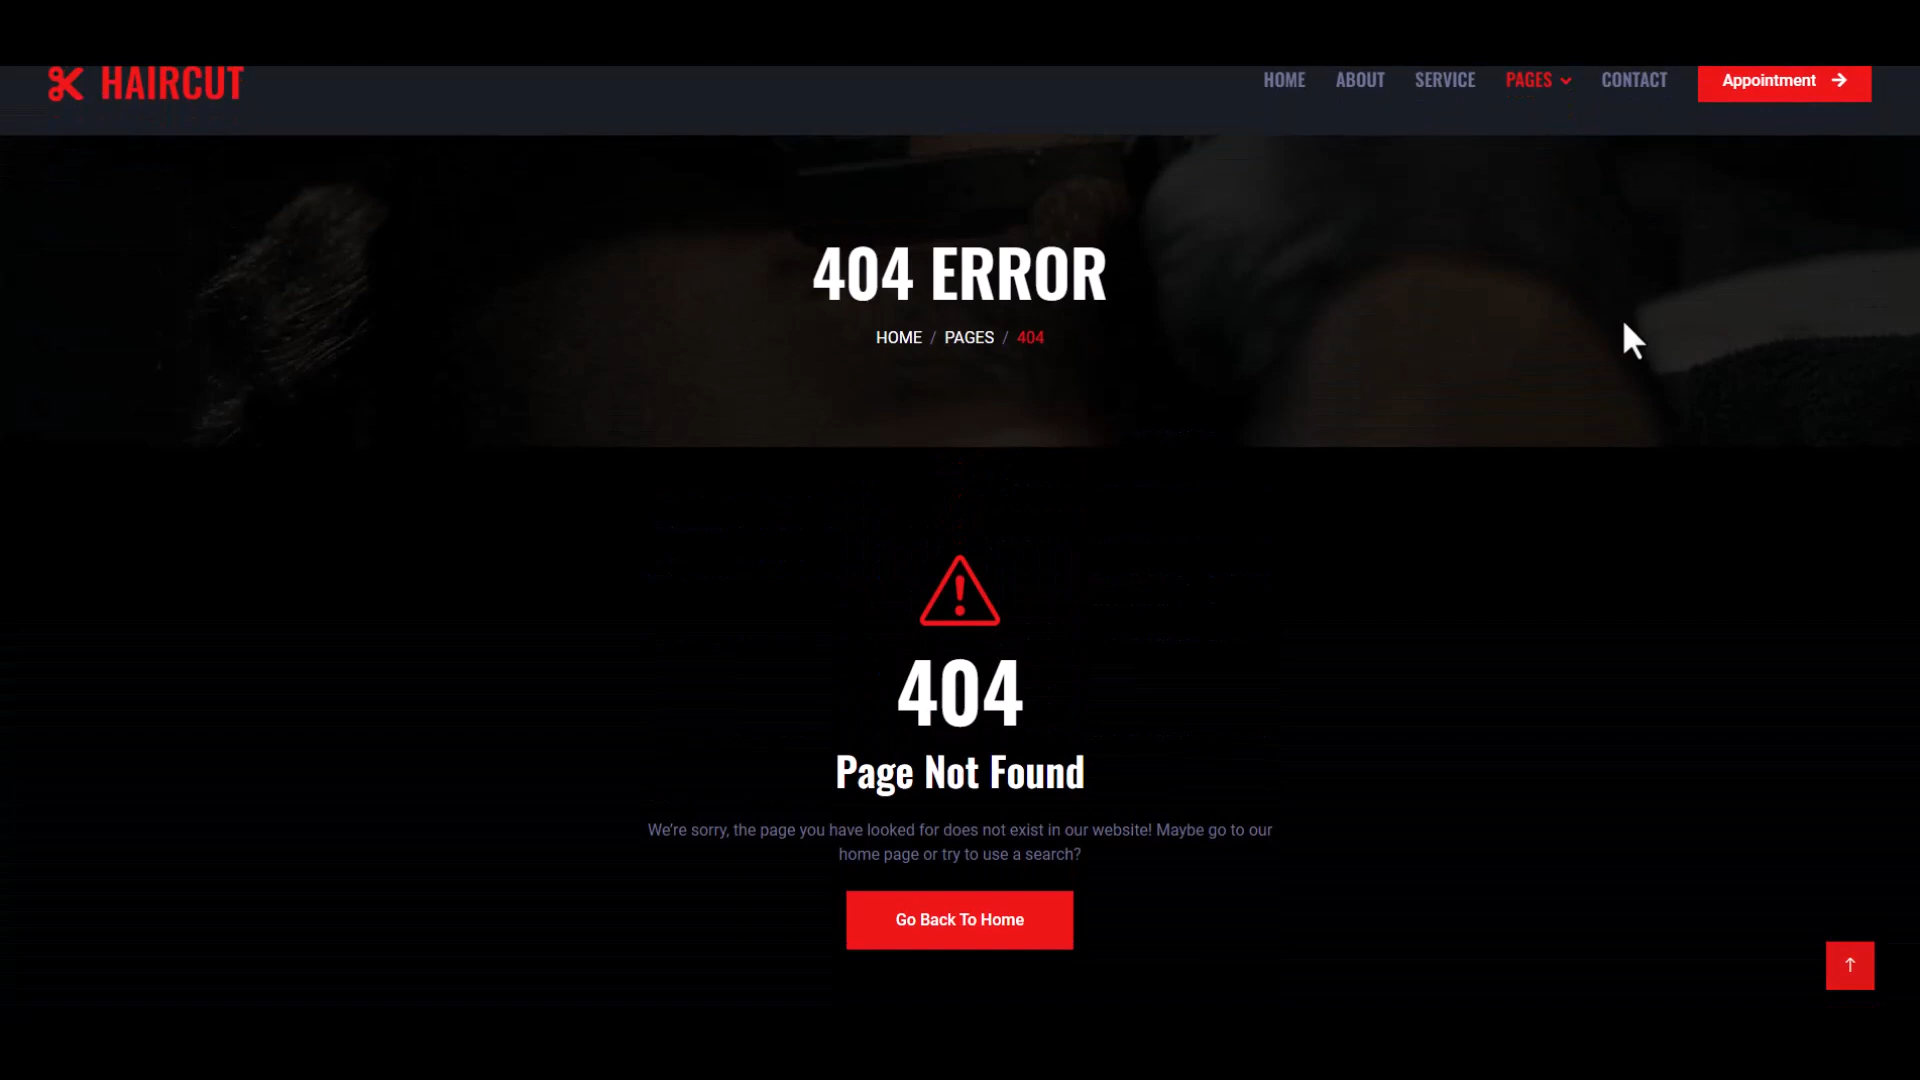 HAIRCUT
HOME ABOUT SERVICE PAGES CONTACT Appointment
404 ERROR
HOME / PAGES / 404
404
Page Not Found
We're sorry, the page you have looked for does not exist in our website! Maybe go to our
home page or try to use a search?
Go Back To Home